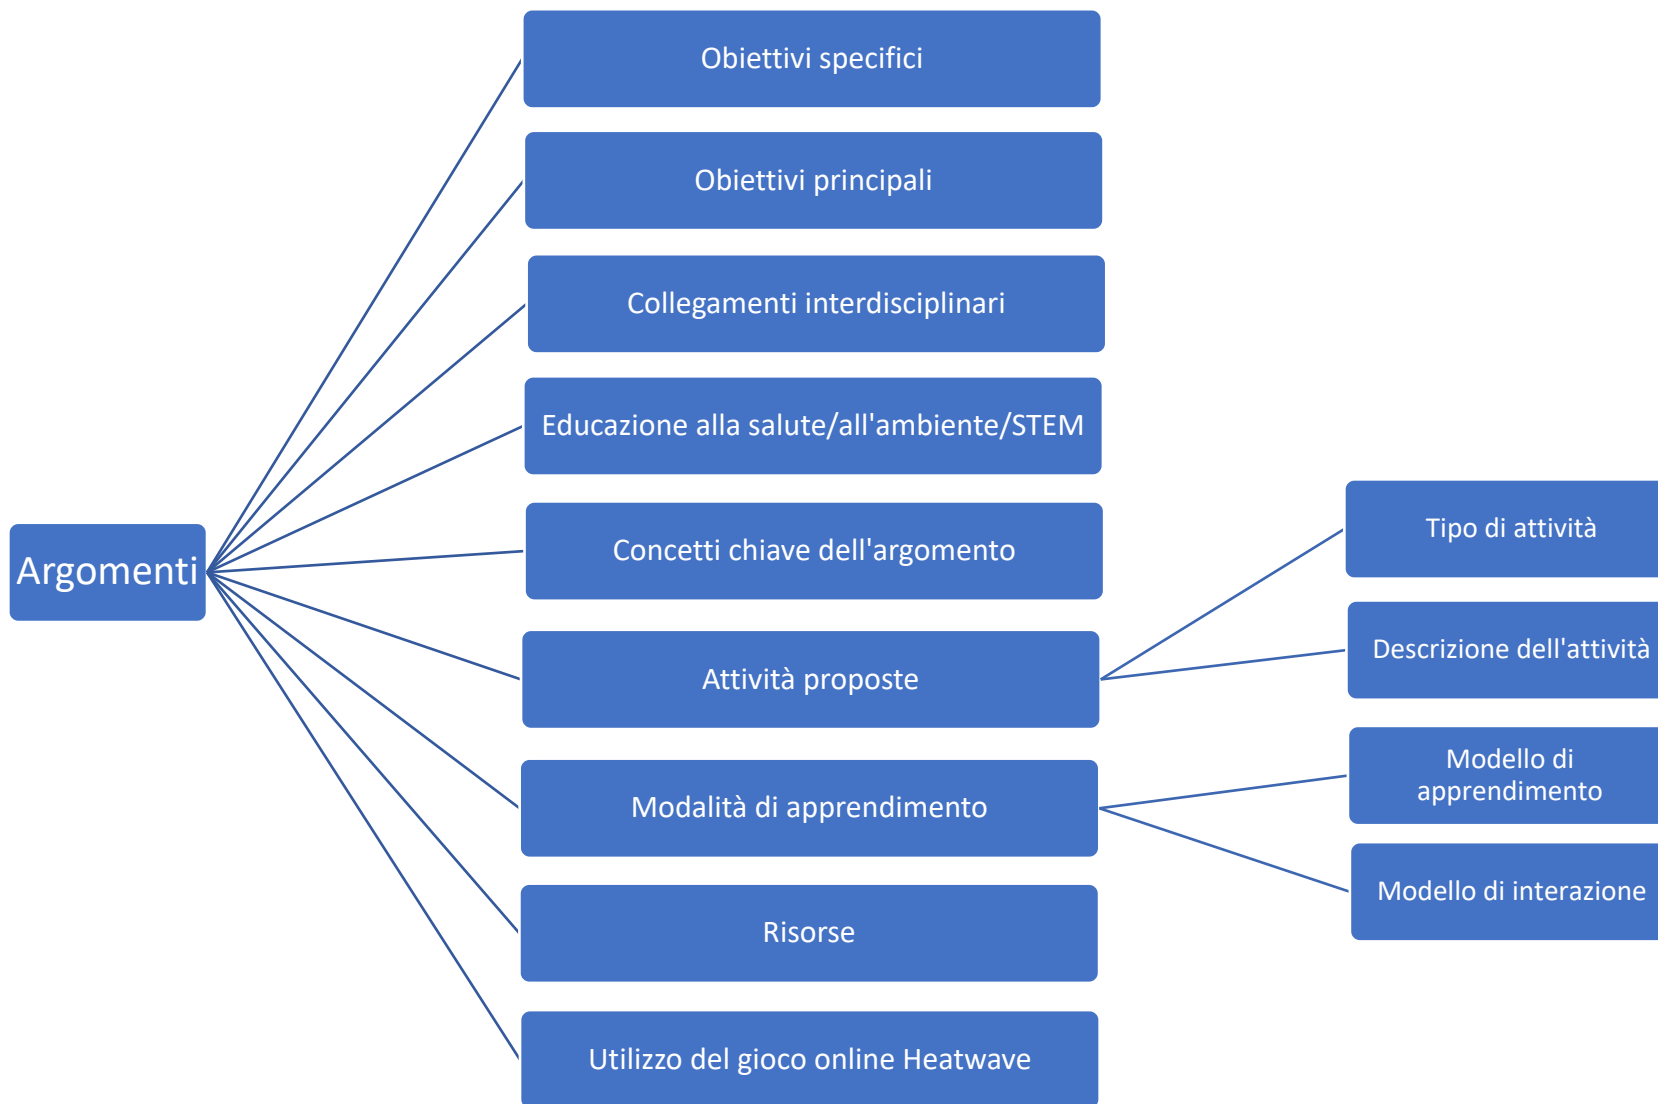 Argomenti
Obiettivi specifici
Obiettivi principali
Collegamenti interdisciplinari
Educazione alla salute/all'ambiente/STEM
Concetti chiave dell'argomento
Attività proposte
Tipo di attività
Descrizione dell'attività
Modalità di apprendimento
Modello di
apprendimento
Modello di interazione
Risorse
Utilizzo del gioco online Heatwave